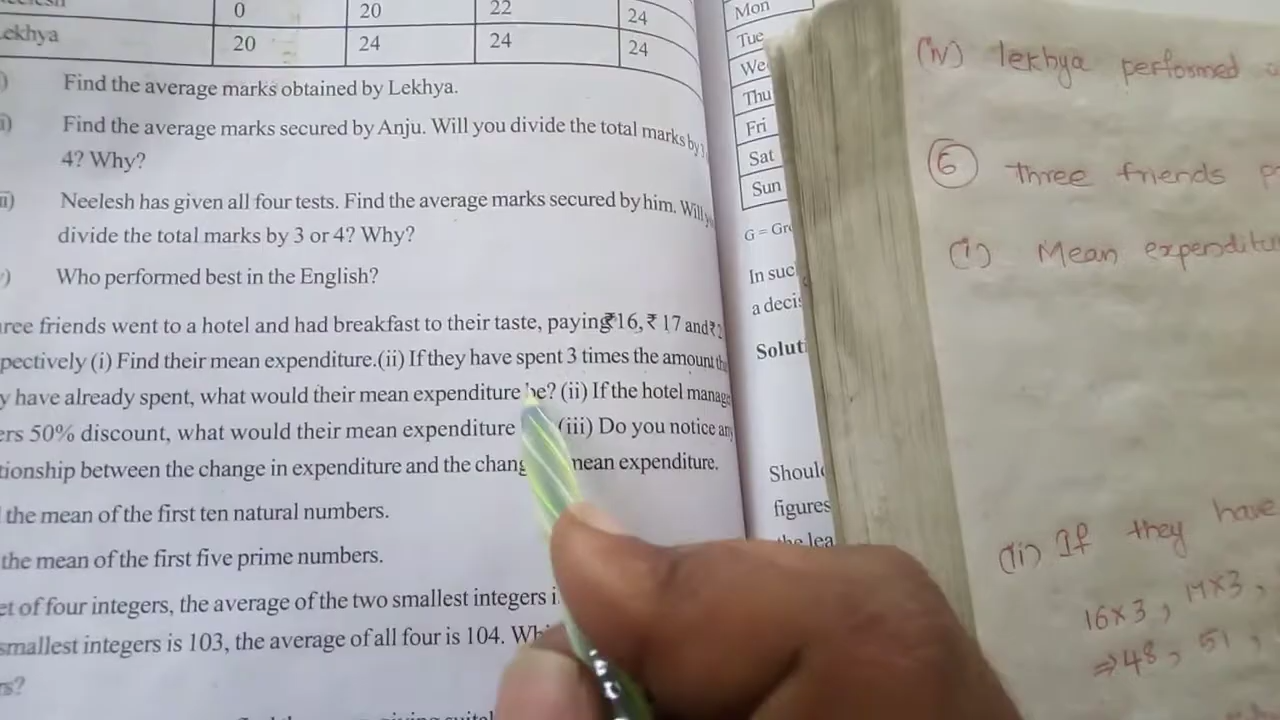 0 20 22 24
ekhya 20 24 24 24
Find the average marks obtained by Lekhya.
Find the average marks secured by Anju. Will you divide the total marks by 3
4? Why?
Neelesh has given all four tests. Find the average marks secured by him. Will
divide the total marks by 3 or 4? Why?
Who performed best in the English?
ree friends went to a hotel and had breakfast to their taste, paying ₹16, ₹ 17 and ₹2
pectively (i) Find their mean expenditure.(ii) If they have spent 3 times the amount th
y have already spent, what would their mean expenditure be? (ii) If the hotel manag
ers 50% discount, what would their mean expenditure (iii) Do you notice an
tionship between the change in expenditure and the chang mean expenditure.
the mean of the first ten natural numbers.
the mean of the first five prime numbers.
et of four integers, the average of the two smallest integers i
smallest integers is 103, the average of all four is 104. Wh
rs?
Mon
Tue
We
Thu
Fri
Sat
Sun
G = Gr
In suc
a deci
Solut
Shoul
figures
the lea
(iv) lekhya performed
6 Three friends
(i) Mean expenditu
(ii) If they have
16×3, 17×3,
⇒48, 51,